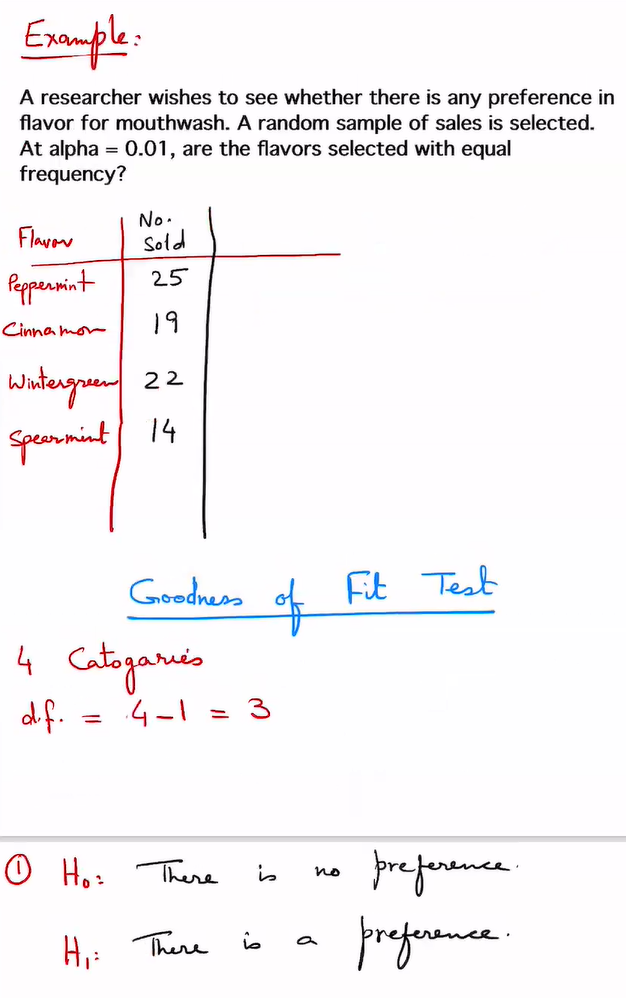 Example:
A researcher wishes to see whether there is any preference in
flavor for mouthwash. A random sample of sales is selected.
At alpha = 0.01, are the flavors selected with equal
frequency?
No.
Flavor Sold
Peppermint 25
Cinnamon 19
Wintergreen 22
Spearmint 14
Goodness of Fit Test
4 Catogaries
d.f. = 4-1 = 3
① H₀: There is no preference.
H₁: There is a preference.